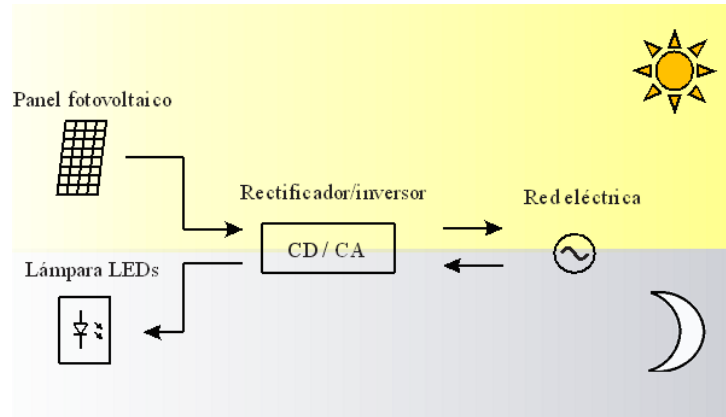 Panel fotovoltaico
Rectificador/inversor
Red eléctrica
CD / CA
Lámpara LEDs